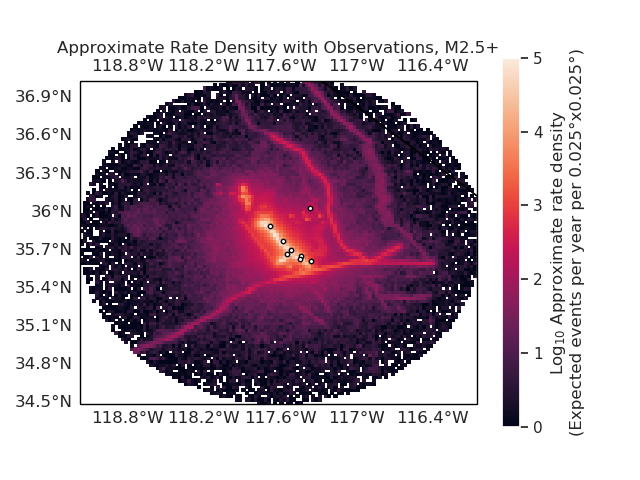 Approximate Rate Density with Observations, M2.5+
118.8°W 118.2°W 117.6°W 117°W 116.4°W
36.9°N
36.6°N
36.3°N
36°N
35.7°N
35.4°N
35.1°N
34.8°N
34.5°N
118.8°W 118.2°W 117.6°W 117°W 116.4°W
5
4
3
2
1
0
Log₁₀ Approximate rate density
(Expected events per year per 0.025°x0.025°)